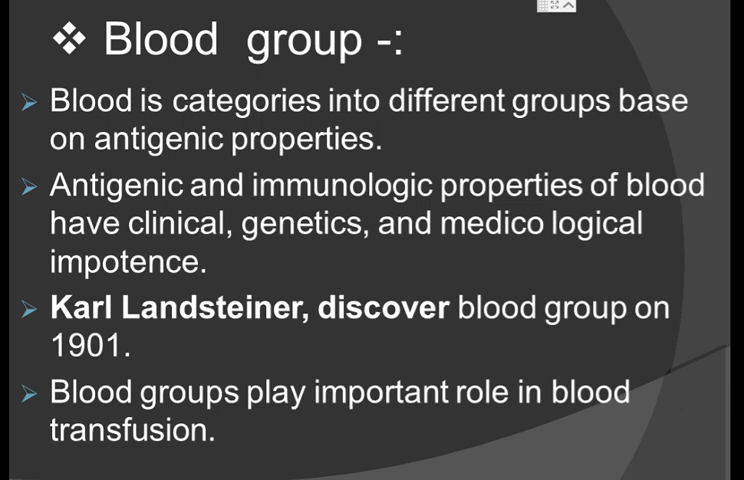 ❖ Blood group -:
➢ Blood is categories into different groups base
on antigenic properties.
➢ Antigenic and immunologic properties of blood
have clinical, genetics, and medico logical
impotence.
➢ Karl Landsteiner, discover blood group on
1901.
➢ Blood groups play important role in blood
transfusion.